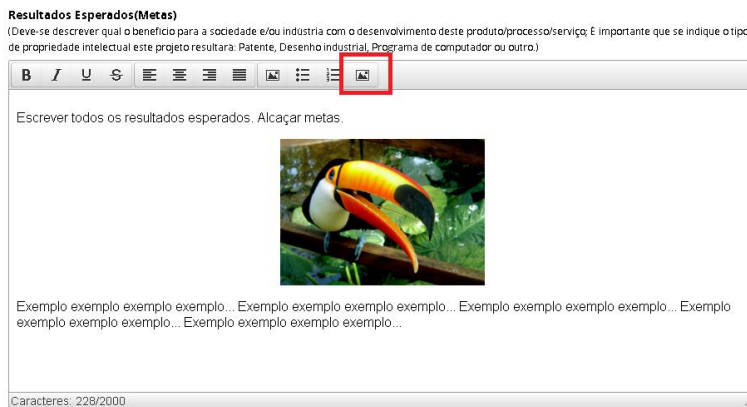 Resultados Esperados(Metas)
(Deve-se descrever qual o benefício para a sociedade e/ou indústria com o desenvolvimento deste produto/processo/serviço; É importante que se indique o tipo
de propriedade intelectual este projeto resultará: Patente, Desenho industrial, Programa de computador ou outro.)
B I U S
Escrever todos os resultados esperados. Alcaçar metas.
Exemplo exemplo exemplo exemplo... Exemplo exemplo exemplo exemplo... Exemplo exemplo exemplo exemplo... Exemplo
exemplo exemplo exemplo... Exemplo exemplo exemplo exemplo...
Caracteres: 228/2000